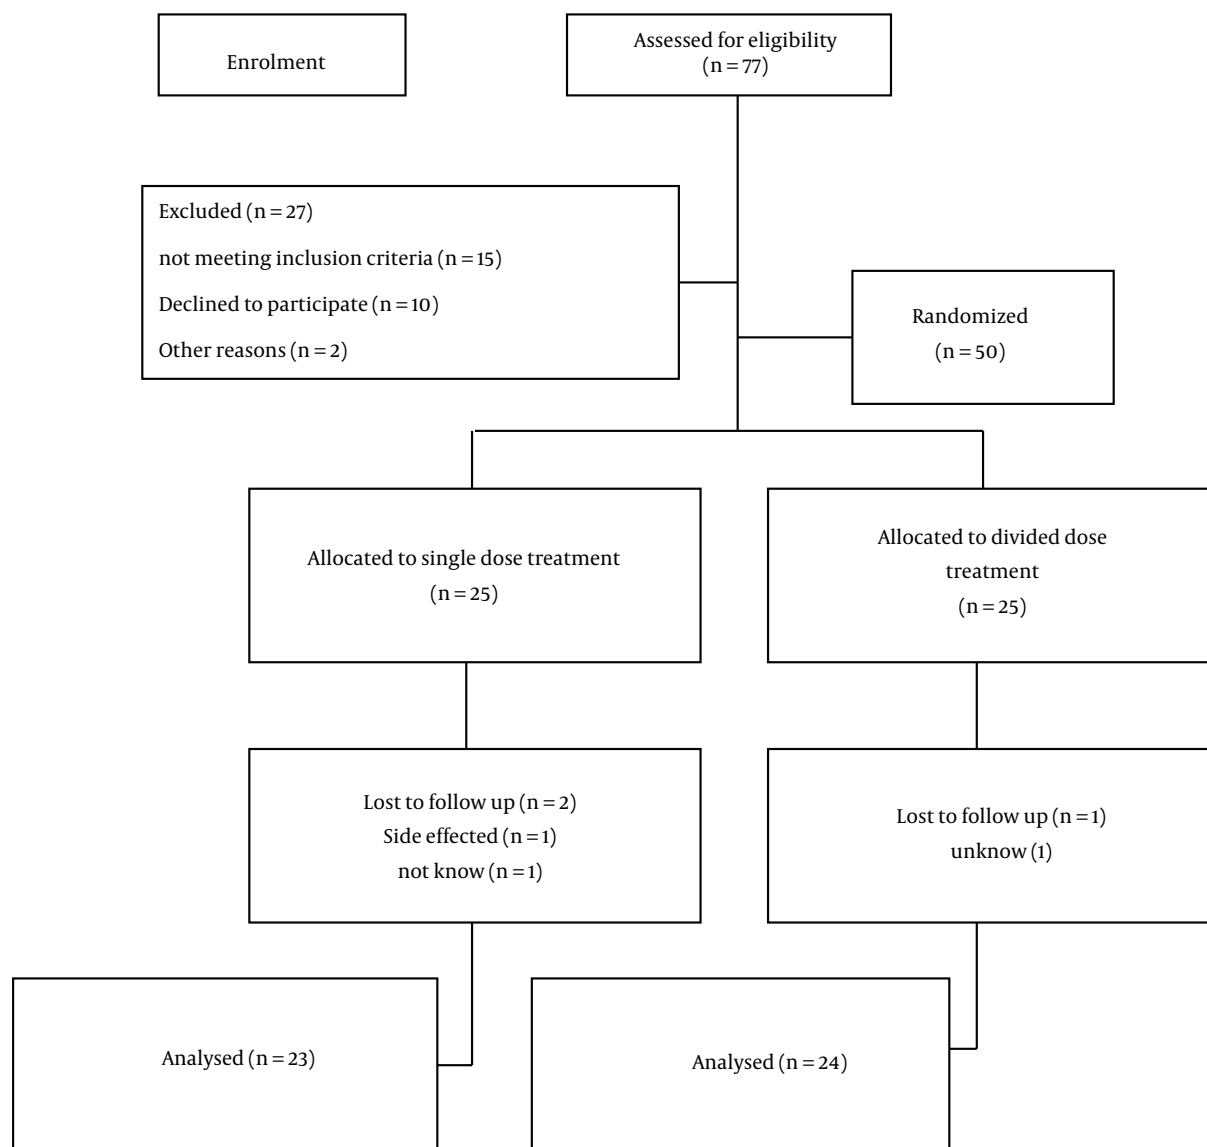 Enrolment
Assessed for eligibility
(n = 77)
Excluded (n = 27)
not meeting inclusion criteria (n = 15)
Declined to participate (n = 10)
Other reasons (n = 2)
Randomized
(n = 50)
Allocated to single dose treatment
(n = 25)
Allocated to divided dose
treatment
(n = 25)
Lost to follow up (n = 2)
Side effected (n = 1)
not know (n = 1)
Lost to follow up (n = 1)
unknow (1)
Analysed (n = 23)
Analysed (n = 24)